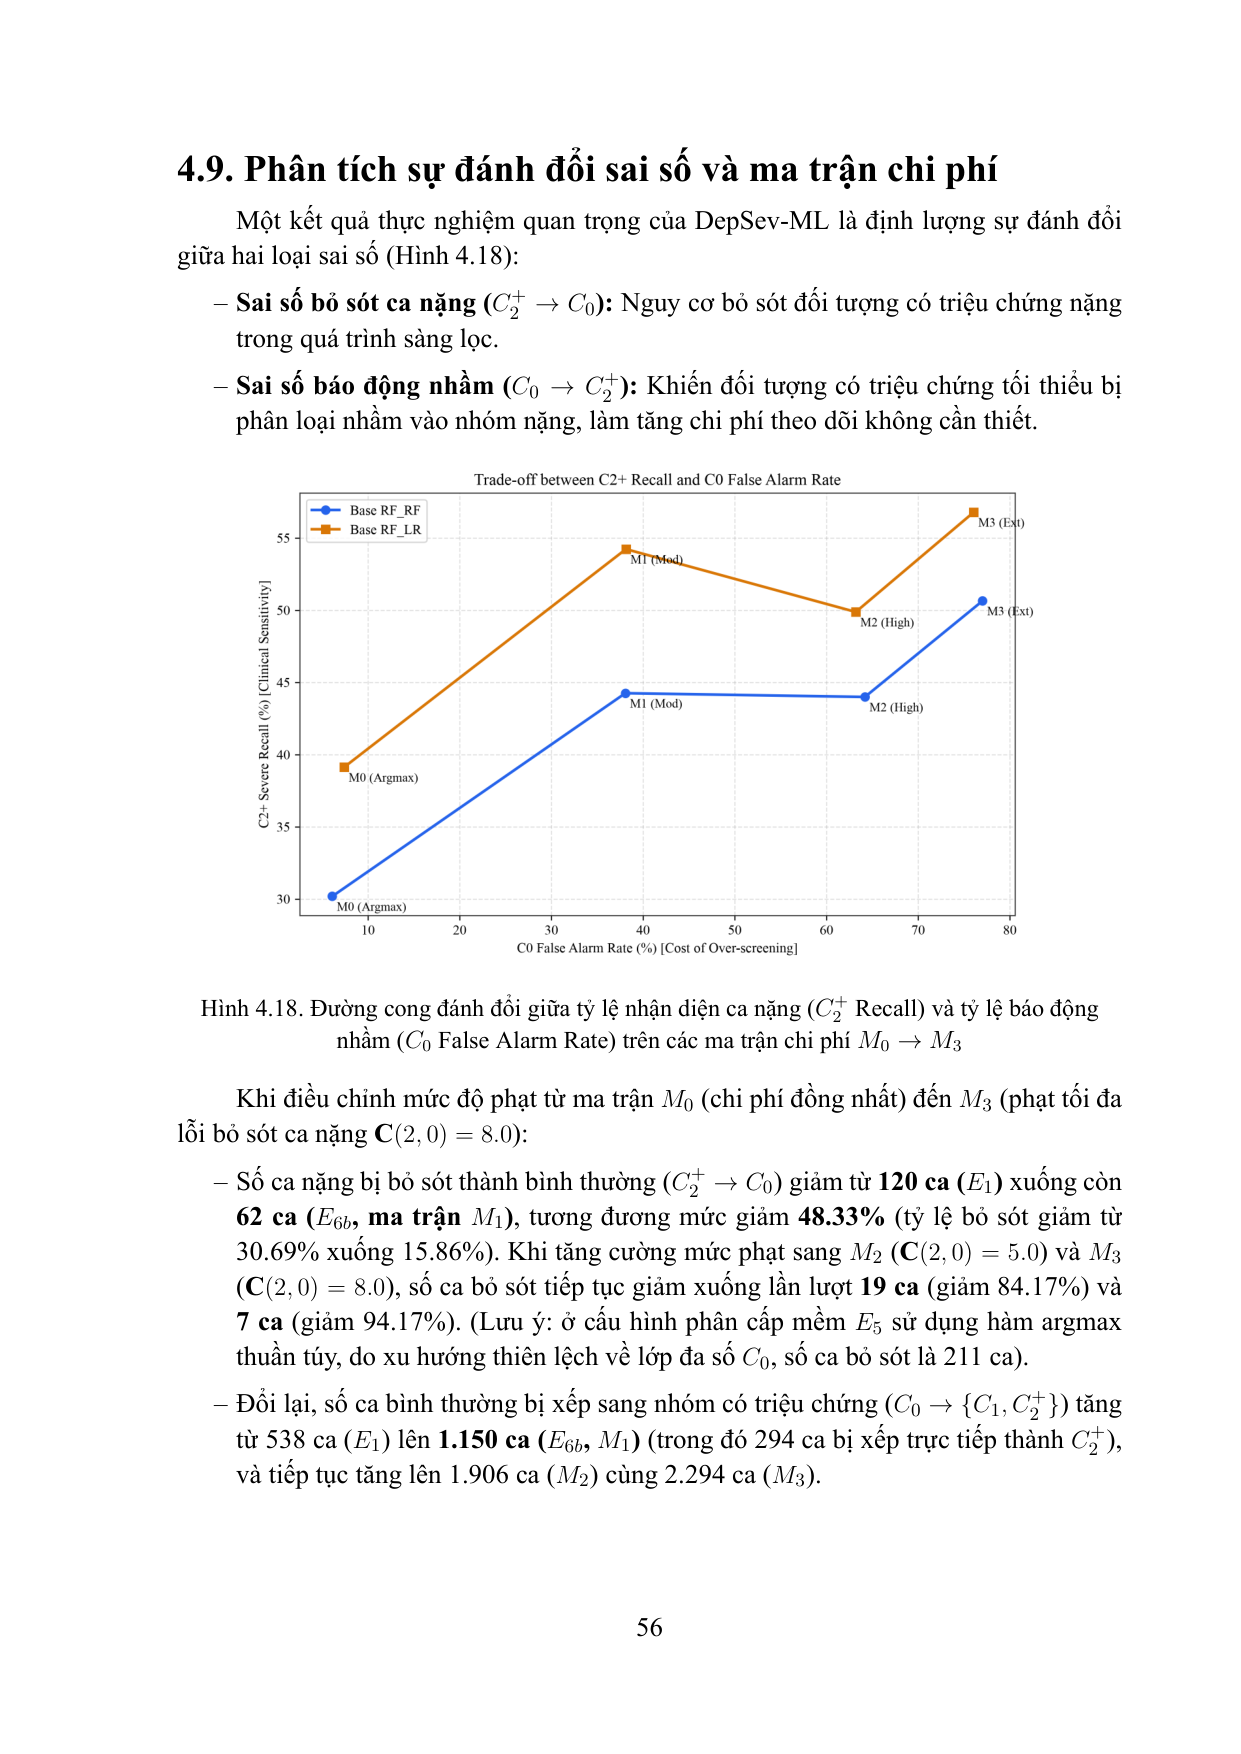 4.9. Phân tích sự đánh đổi sai số và ma trận chi phí
Một kết quả thực nghiệm quan trọng của DepSev-ML là định lượng sự đánh đổi
giữa hai loại sai số (Hình 4.18):
– Sai số bỏ sót ca nặng (C₂⁺ → C₀): Nguy cơ bỏ sót đối tượng có triệu chứng nặng
trong quá trình sàng lọc.
– Sai số báo động nhầm (C₀ → C₂⁺): Khiến đối tượng có triệu chứng tối thiểu bị
phân loại nhầm vào nhóm nặng, làm tăng chi phí theo dõi không cần thiết.
Trade-off between C2+ Recall and C0 False Alarm Rate
Base RF_RF
Base RF_LR
M3 (Ext)
55
M1 (Mod)
50
M3 (Ext)
M2 (High)
45
M1 (Mod)
M2 (High)
40
M0 (Argmax)
35
30
M0 (Argmax)
C2+ Severe Recall (%) [Clinical Sensitivity]
10 20 30 40 50 60 70 80
C0 False Alarm Rate (%) [Cost of Over-screening]
Hình 4.18. Đường cong đánh đổi giữa tỷ lệ nhận diện ca nặng (C₂⁺ Recall) và tỷ lệ báo động
nhầm (C₀ False Alarm Rate) trên các ma trận chi phí M₀ → M₃
Khi điều chỉnh mức độ phạt từ ma trận M₀ (chi phí đồng nhất) đến M₃ (phạt tối đa
lỗi bỏ sót ca nặng C(2, 0) = 8.0):
– Số ca nặng bị bỏ sót thành bình thường (C₂⁺ → C₀) giảm từ 120 ca (E₁) xuống còn
62 ca (E₆b, ma trận M₁), tương đương mức giảm 48.33% (tỷ lệ bỏ sót giảm từ
30.69% xuống 15.86%). Khi tăng cường mức phạt sang M₂ (C(2, 0) = 5.0) và M₃
(C(2, 0) = 8.0), số ca bỏ sót tiếp tục giảm xuống lần lượt 19 ca (giảm 84.17%) và
7 ca (giảm 94.17%). (Lưu ý: ở cấu hình phân cấp mềm E₅ sử dụng hàm argmax
thuần túy, do xu hướng thiên lệch về lớp đa số C₀, số ca bỏ sót là 211 ca).
– Đổi lại, số ca bình thường bị xếp sang nhóm có triệu chứng (C₀ → {C₁, C₂⁺}) tăng
từ 538 ca (E₁) lên 1.150 ca (E₆b, M₁) (trong đó 294 ca bị xếp trực tiếp thành C₂⁺),
và tiếp tục tăng lên 1.906 ca (M₂) cùng 2.294 ca (M₃).
56